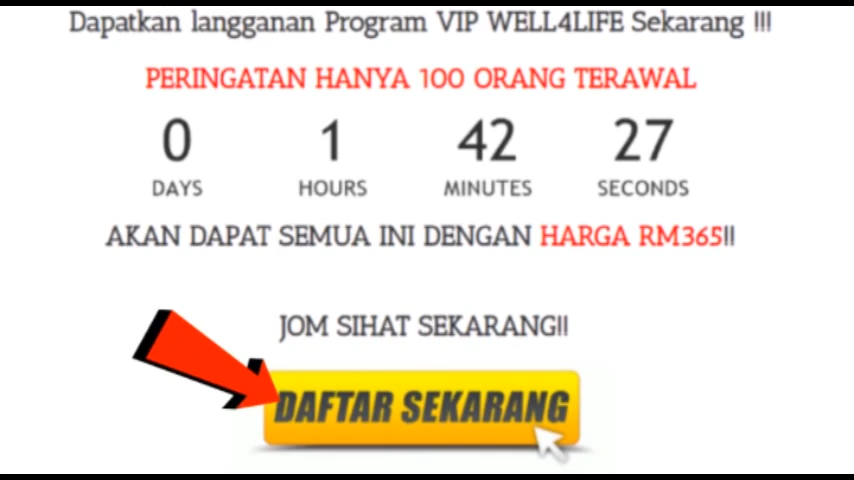 Dapatkan langganan Program VIP WELL4LIFE Sekarang !!!
PERINGATAN HANYA 100 ORANG TERAWAL
0 1 42 27
DAYS HOURS MINUTES SECONDS
AKAN DAPAT SEMUA INI DENGAN HARGA RM365!!
JOM SIHAT SEKARANG!!
DAFTAR SEKARANG